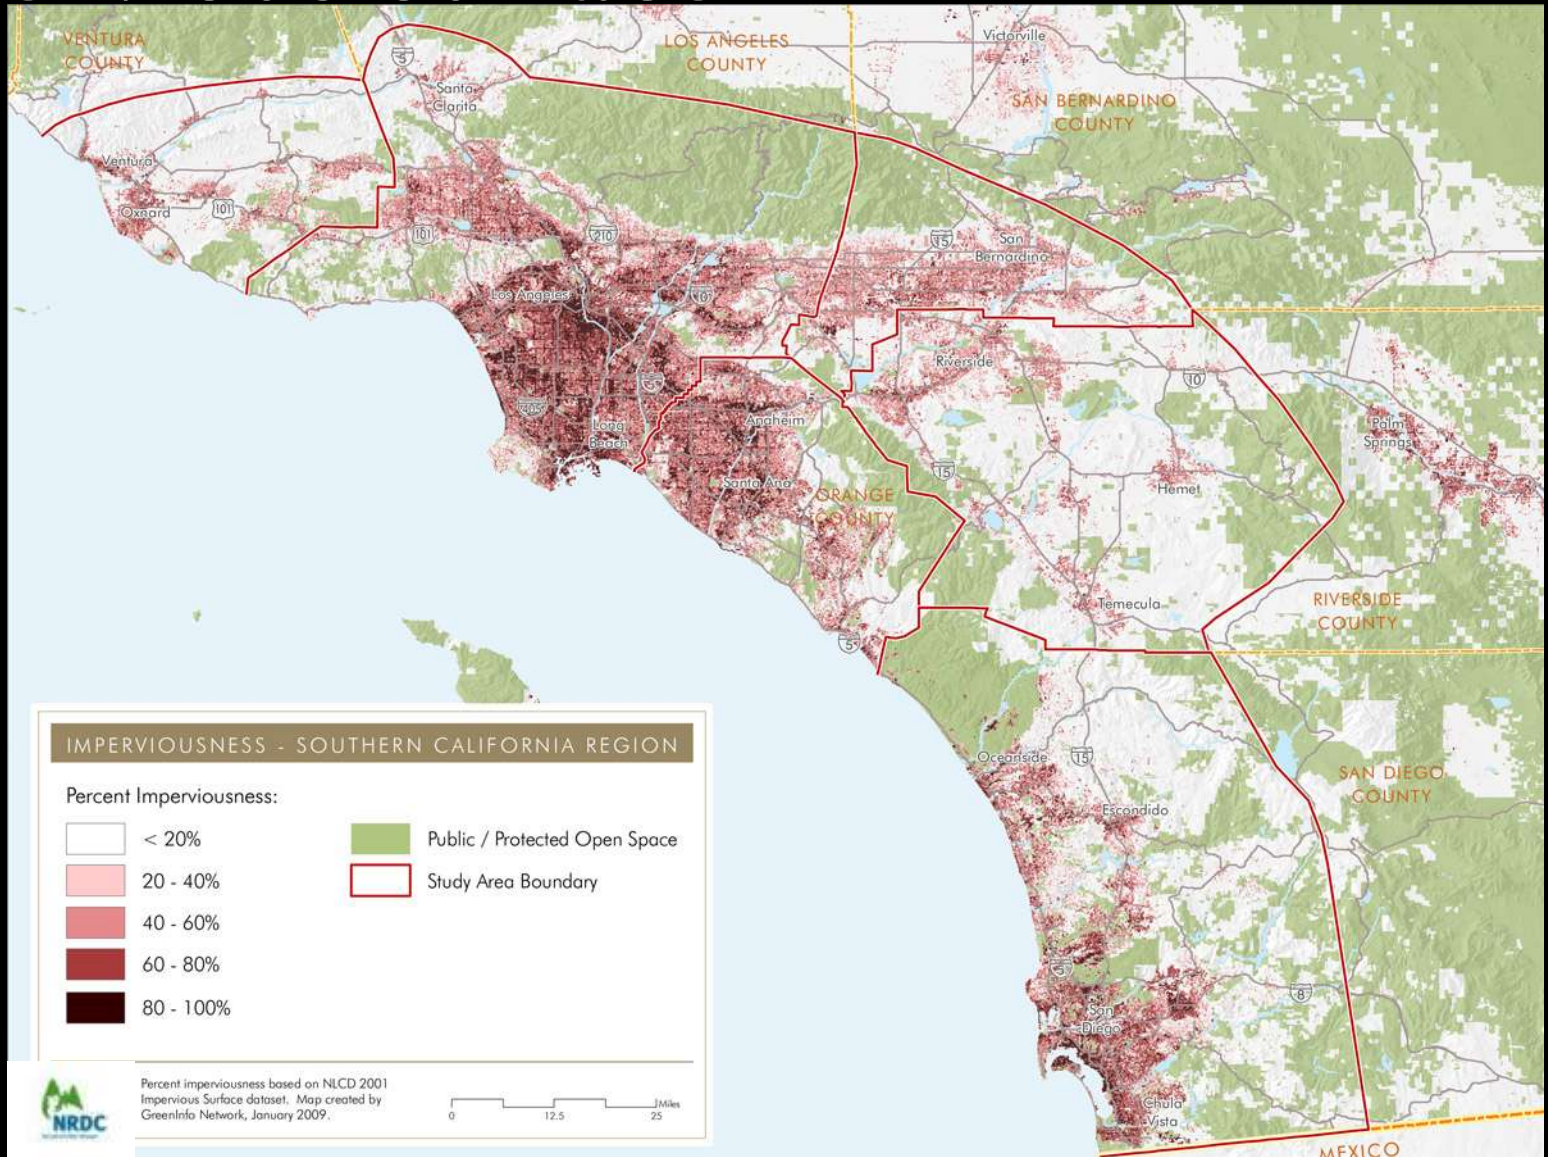 VENTURA
COUNTY
LOS ANGELES
COUNTY
Victorville
5
Santa
Clarita
SAN BERNARDINO
COUNTY
Ventura
Oxnard
101
101
210
15
San
Bernardino
Los Angeles
10
Riverside
5
10
405
Long
Beach
Anaheim
Palm
Springs
15
Santa Ana
Hemet
ORANGE
COUNTY
Temecula
RIVERSIDE
COUNTY
5
Oceanside
15
SAN DIEGO
COUNTY
Escondido
5
8
San
Diego
Chula
Vista
MEXICO
IMPERVIOUSNESS - SOUTHERN CALIFORNIA REGION
Percent Imperviousness:
< 20%
20 - 40%
40 - 60%
60 - 80%
80 - 100%
Public / Protected Open Space
Study Area Boundary
NRDC
Percent imperviousness based on NLCD 2001
Impervious Surface dataset. Map created by
GreenInfo Network, January 2009.
Miles
0 12.5 25